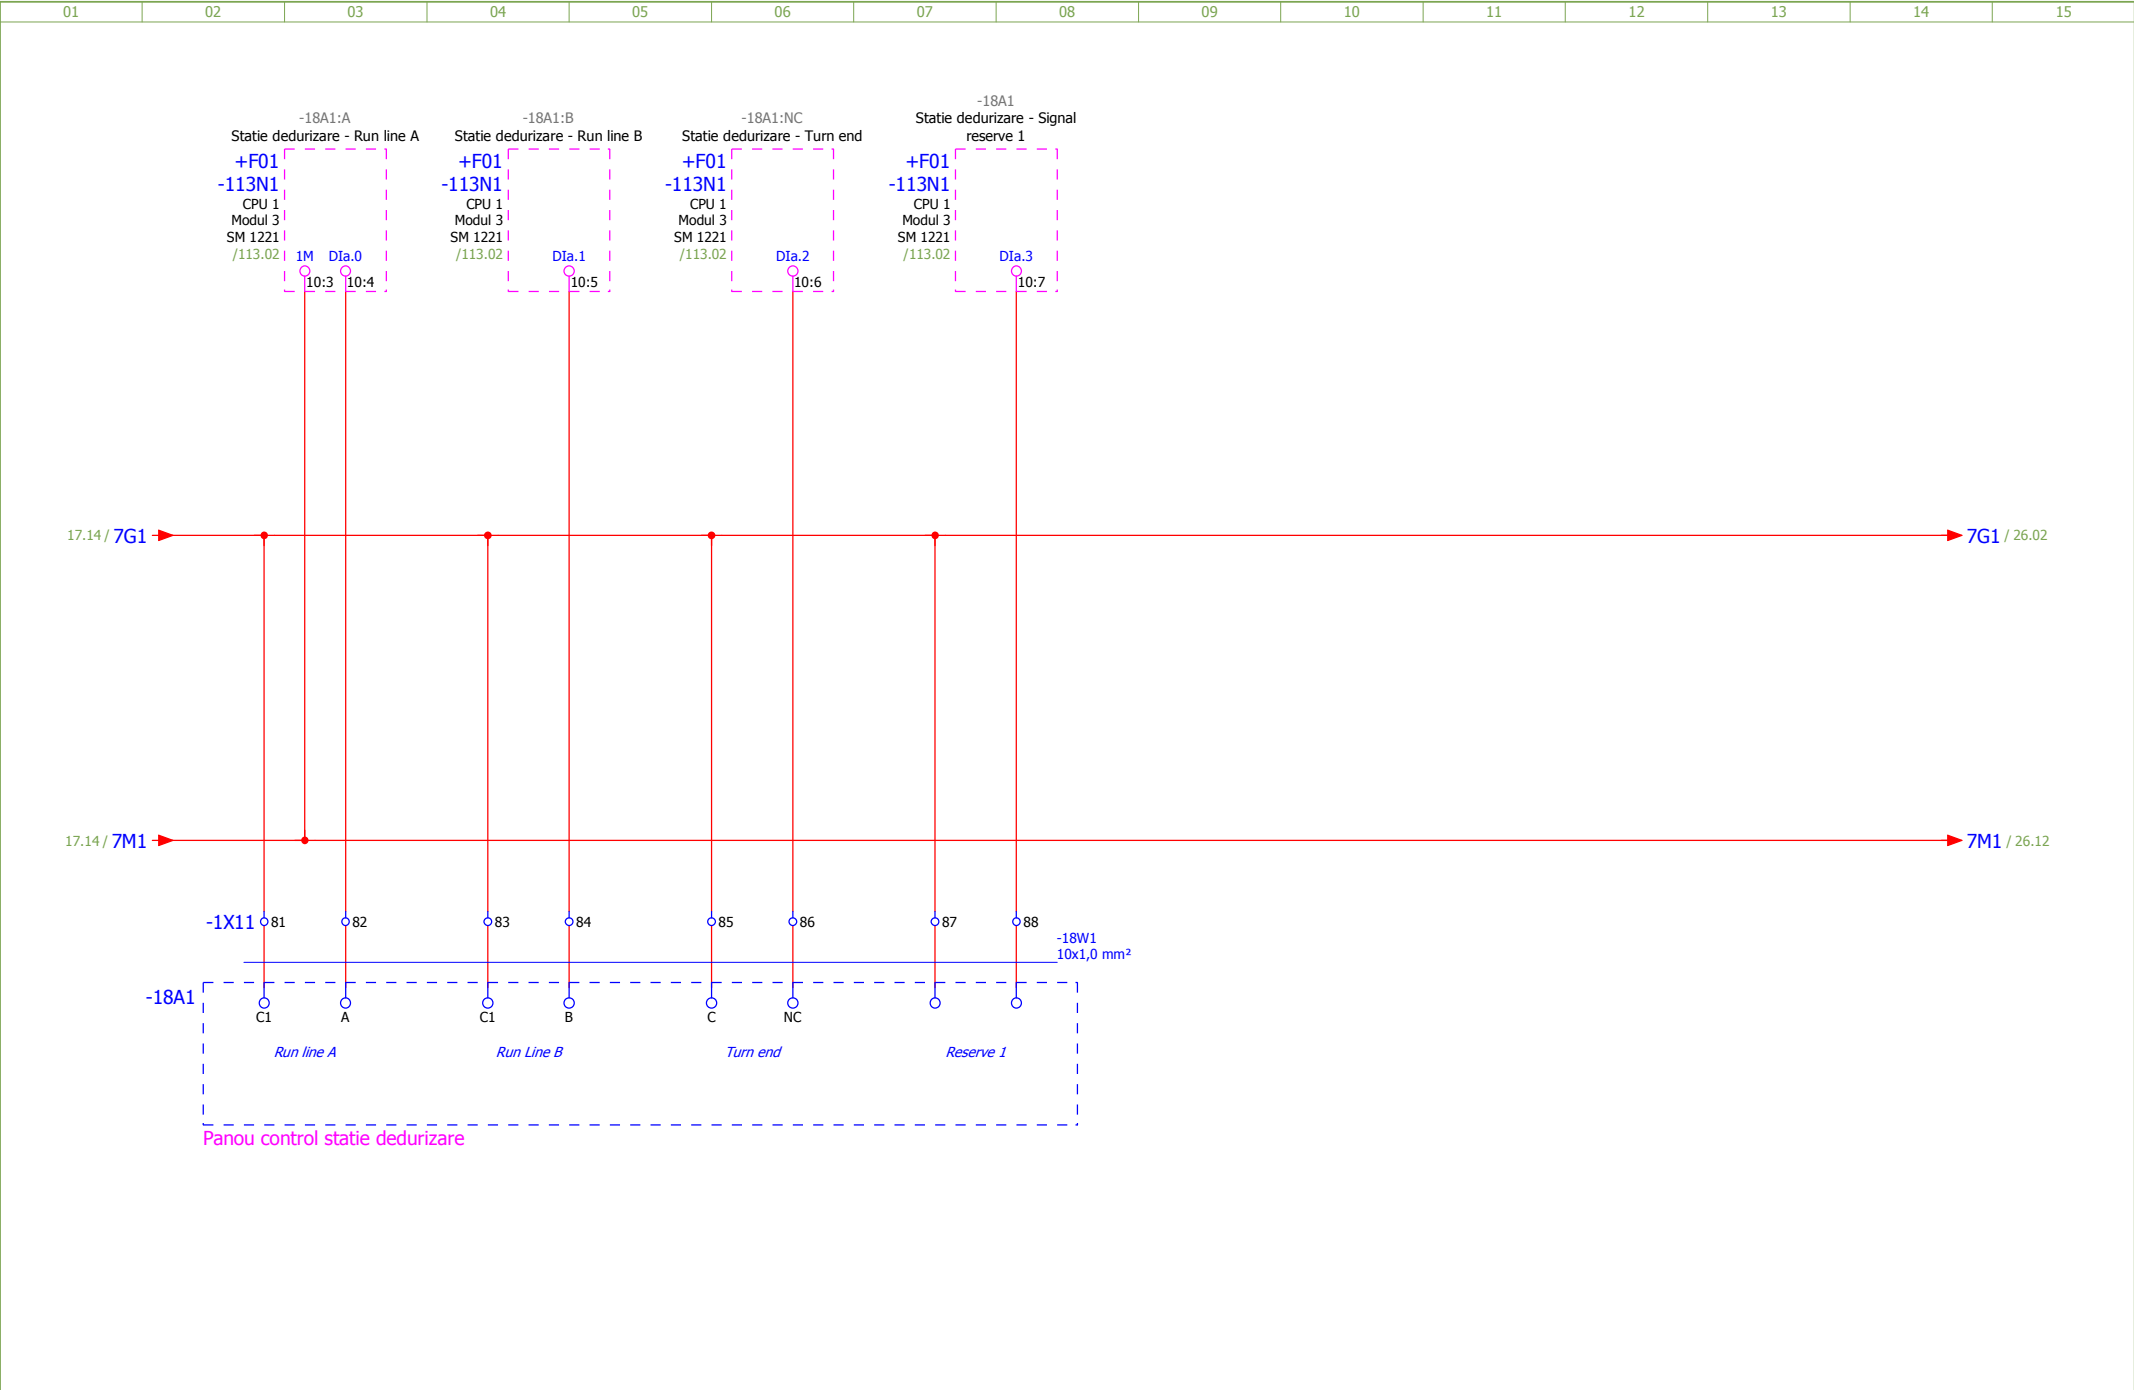 01 02 03 04 05 06 07 08 09 10 11 12 13 14 15
-18A1:A
Statie dedurizare - Run line A
+F01
-113N1
CPU 1
Modul 3
SM 1221
/113.02
1M DIa.0
10:3 10:4
-18A1:B
Statie dedurizare - Run line B
+F01
-113N1
CPU 1
Modul 3
SM 1221
/113.02
DIa.1
10:5
-18A1:NC
Statie dedurizare - Turn end
+F01
-113N1
CPU 1
Modul 3
SM 1221
/113.02
DIa.2
10:6
-18A1
Statie dedurizare - Signal
reserve 1
+F01
-113N1
CPU 1
Modul 3
SM 1221
/113.02
DIa.3
10:7
17.14 / 7G1
7G1 / 26.02
17.14 / 7M1
7M1 / 26.12
-1X11 81 82 83 84 85 86 87 88
-18W1
10x1,0 mm²
-18A1
C1 A C1 B C NC
Run line A Run Line B Turn end Reserve 1
Panou control statie dedurizare